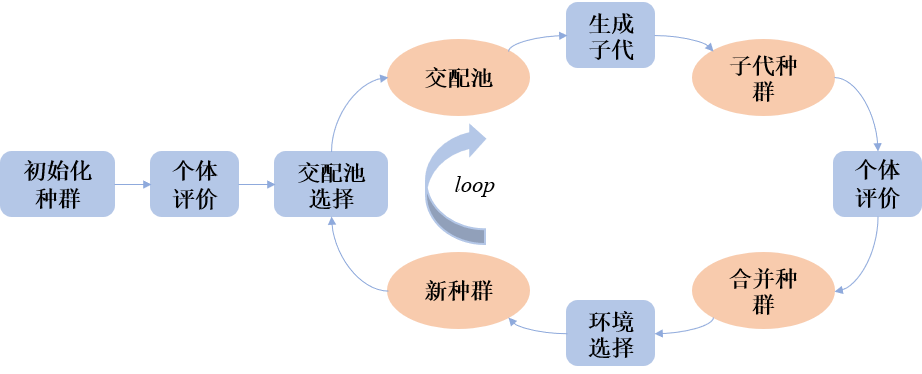 初始化
种群
个体
评价
交配池
选择
交配池
生成
子代
子代种
群
个体
评价
合并种
群
环境
选择
新种群
loop